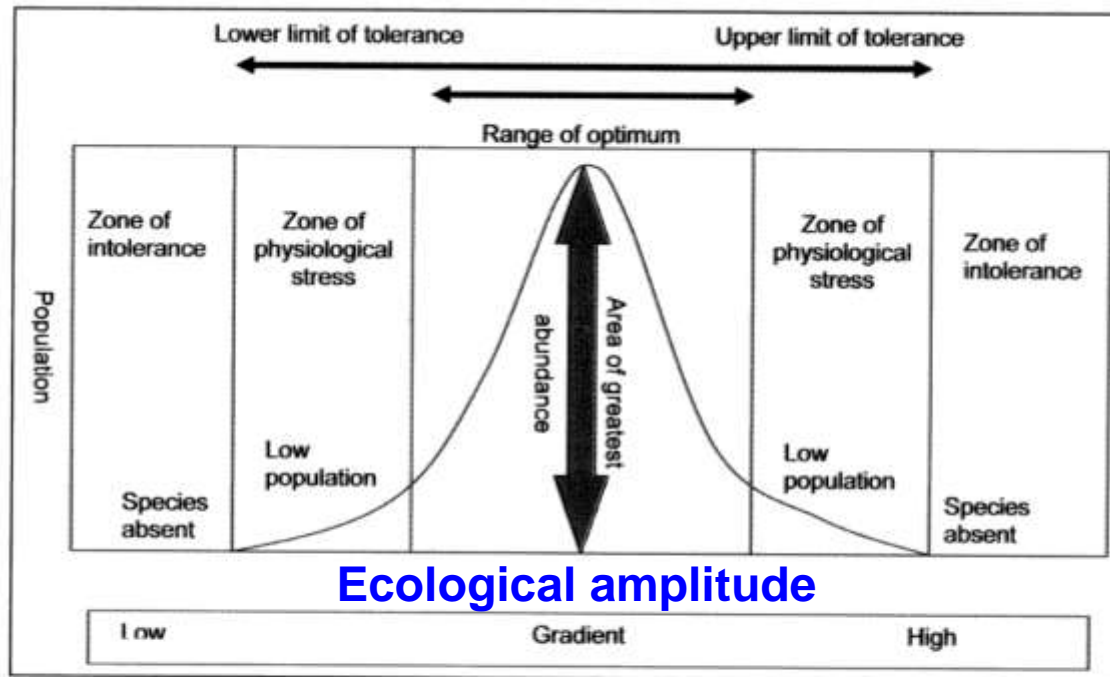 Lower limit of tolerance
Upper limit of tolerance
Range of optimum
Zone of
intolerance
Zone of
physiological
stress
Zone of
physiological
stress
Zone of
intolerance
Population
Area of greatest
abundance
Low
population
Low
population
Species
absent
Species
absent
Ecological amplitude
Low
Gradient
High